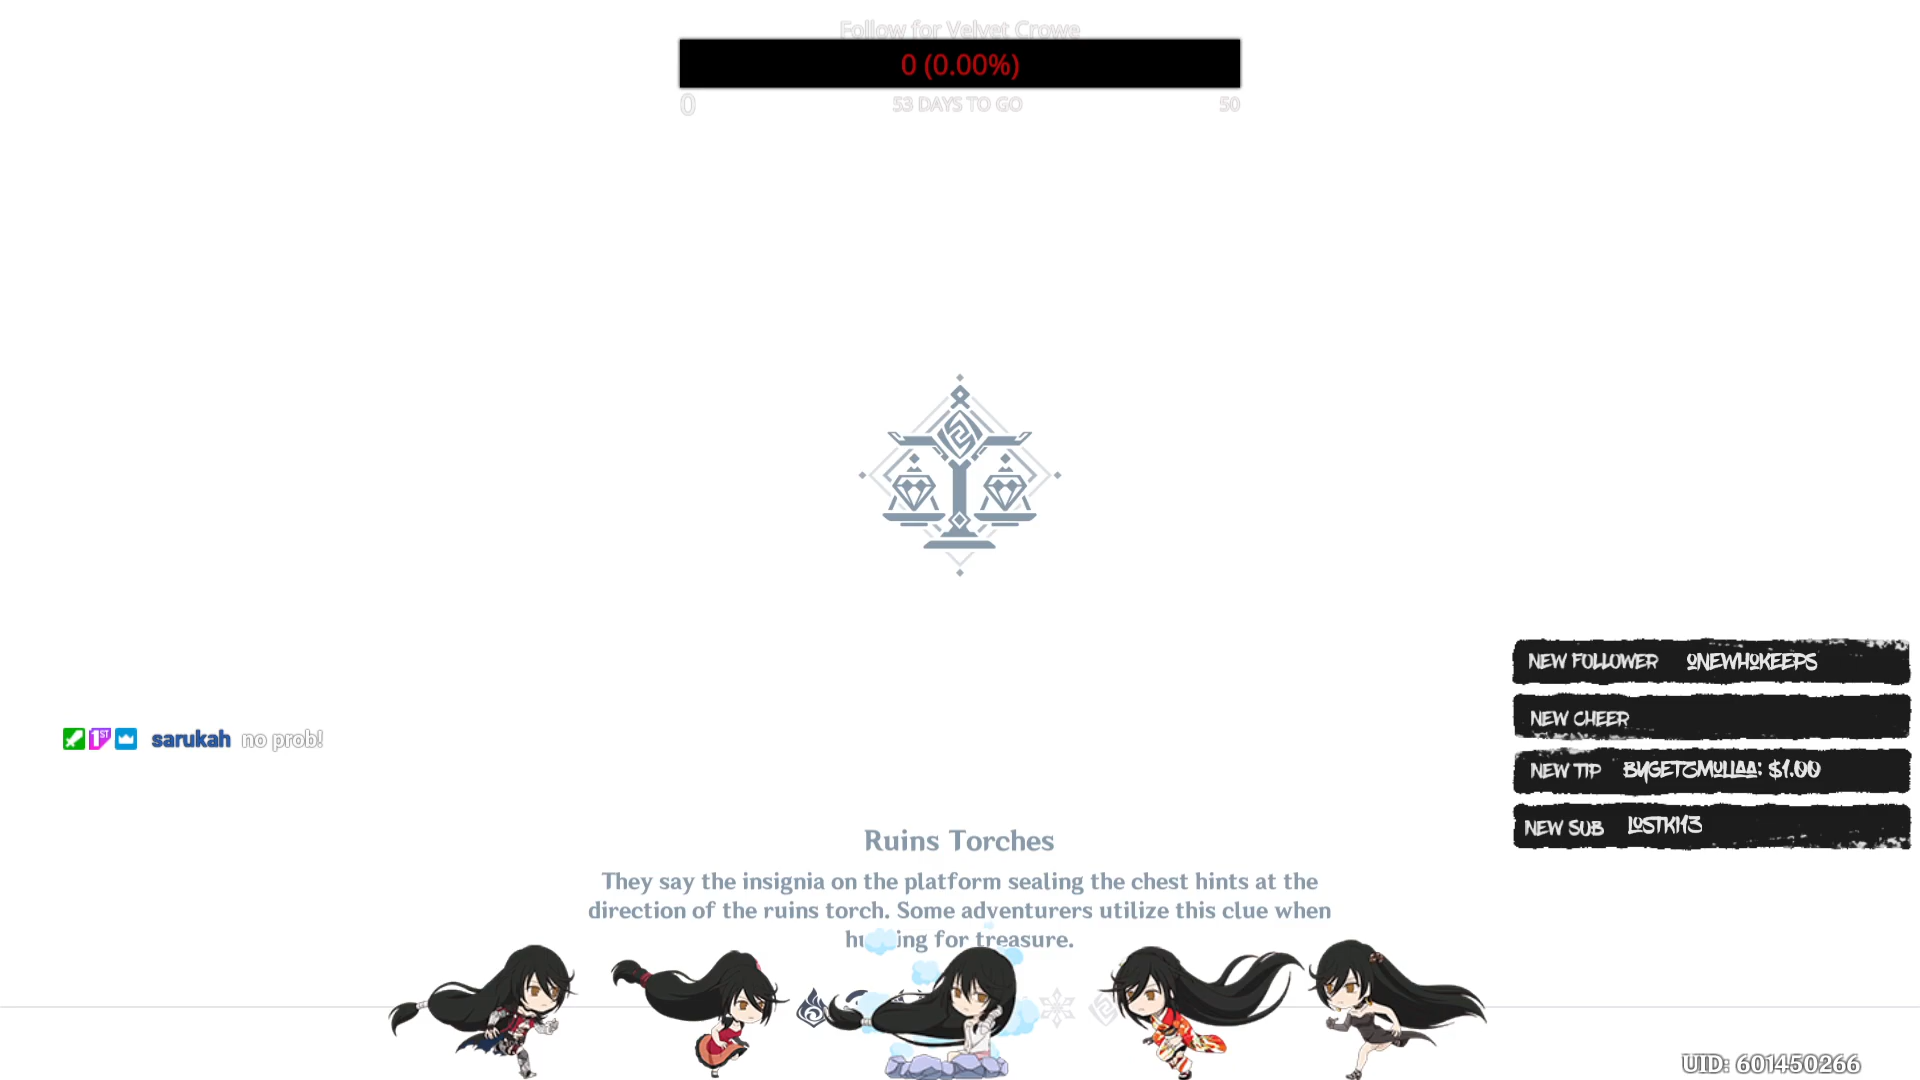 Follow for Velvet Crowe
0 (0.00%)
0 53 DAYS TO GO 50
NEW FOLLOWER ONEWHOKEEPS
NEW CHEER
1ST sarukah no prob!
NEW TIP : $1.00
NEW SUB LOSTKI13
Ruins Torches
They say the insignia on the platform sealing the chest hints at the
direction of the ruins torch. Some adventurers utilize this clue when
hunting for treasure.
UID: 601450266